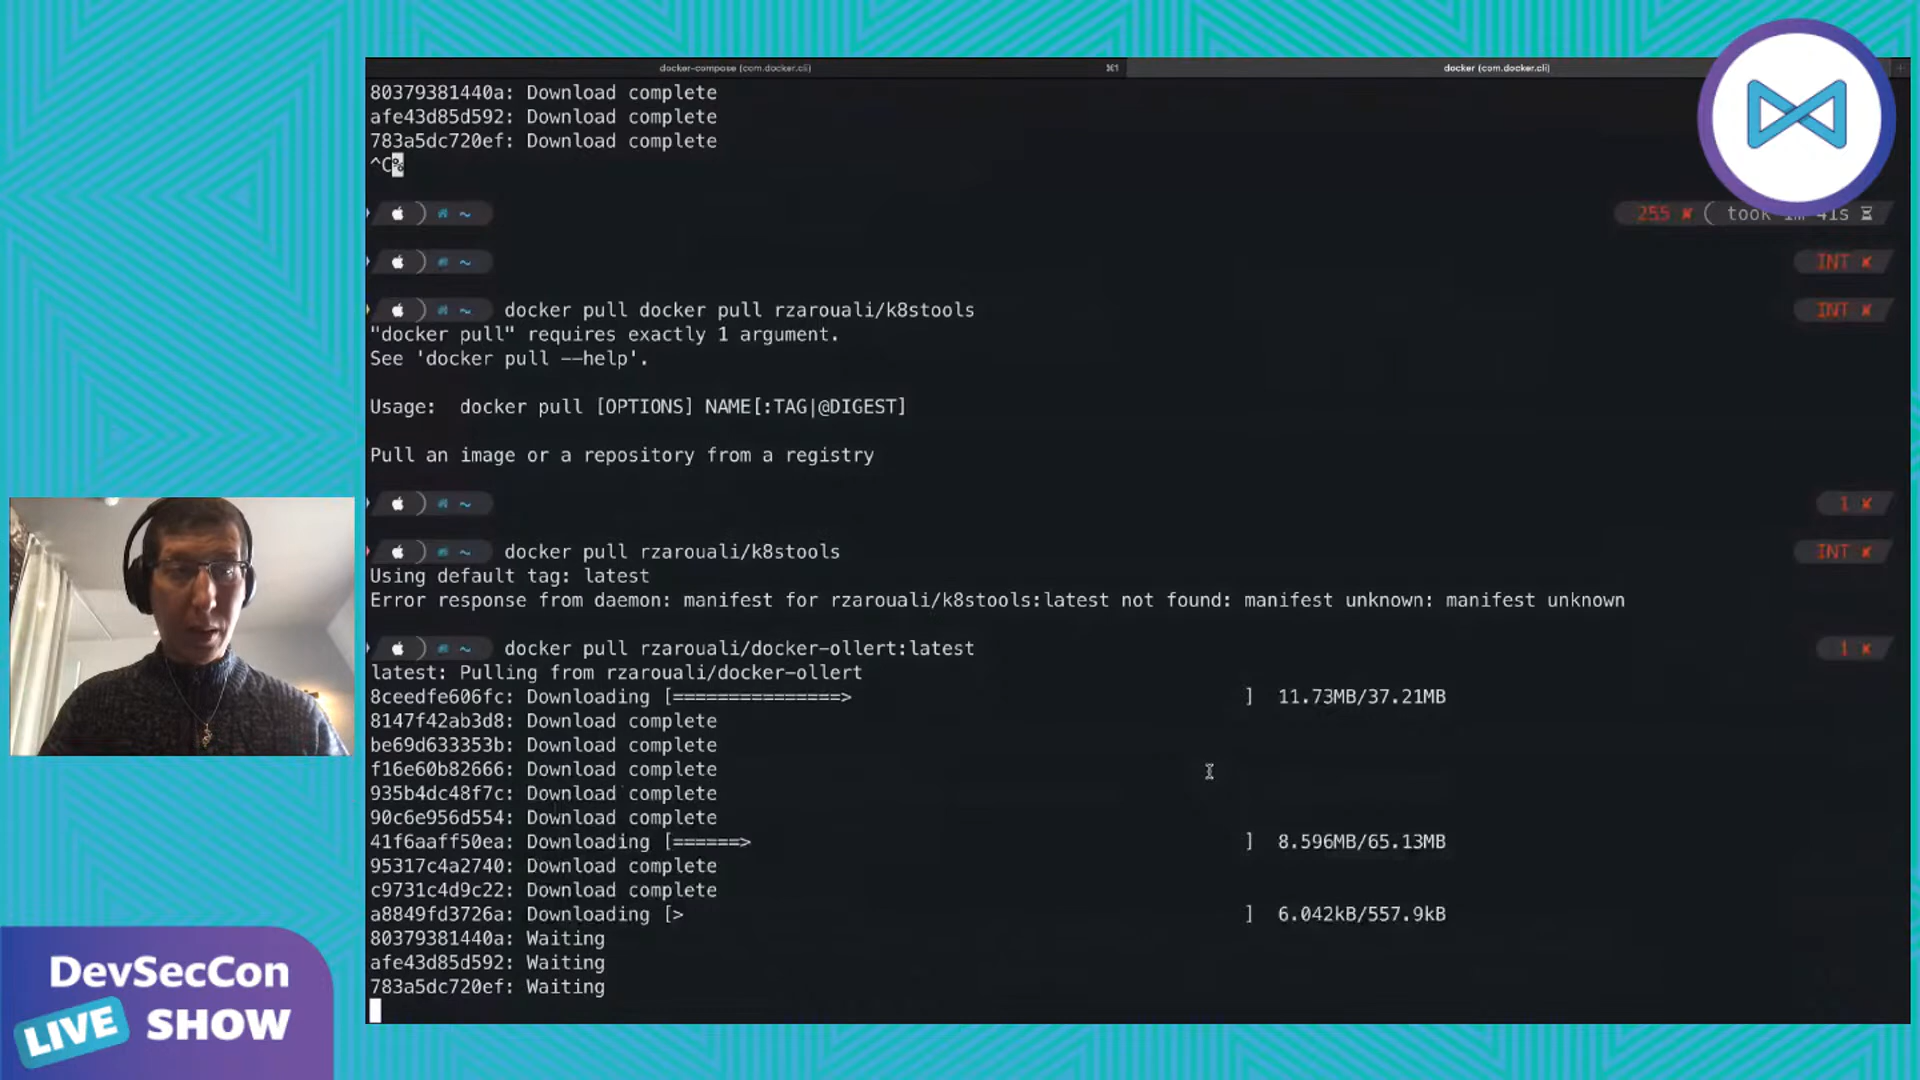 docker-compose (com.docker.cli)
⌘1
docker (com.docker.cli)
80379381440a: Download complete
afe43d85d592: Download complete
783a5dc720ef: Download complete
^C%
~
255 ✘ took 1m 41s
~
INT ✘
~ docker pull docker pull rzarouali/k8stools
INT ✘
"docker pull" requires exactly 1 argument.
See 'docker pull --help'.
Usage:  docker pull [OPTIONS] NAME[:TAG|@DIGEST]
Pull an image or a repository from a registry
~
1 ✘
~ docker pull rzarouali/k8stools
INT ✘
Using default tag: latest
Error response from daemon: manifest for rzarouali/k8stools:latest not found: manifest unknown: manifest unknown
~ docker pull rzarouali/docker-ollert:latest
1 ✘
latest: Pulling from rzarouali/docker-ollert
8ceedfe606fc: Downloading [===============>                    ]  11.73MB/37.21MB
8147f42ab3d8: Download complete
be69d633353b: Download complete
f16e60b82666: Download complete
935b4dc48f7c: Download complete
90c6e956d554: Download complete
41f6aaff50ea: Downloading [======>                    ]  8.596MB/65.13MB
95317c4a2740: Download complete
c9731c4d9c22: Download complete
a8849fd3726a: Downloading [>                    ]  6.042kB/557.9kB
80379381440a: Waiting
afe43d85d592: Waiting
783a5dc720ef: Waiting
DevSecCon
LIVE SHOW